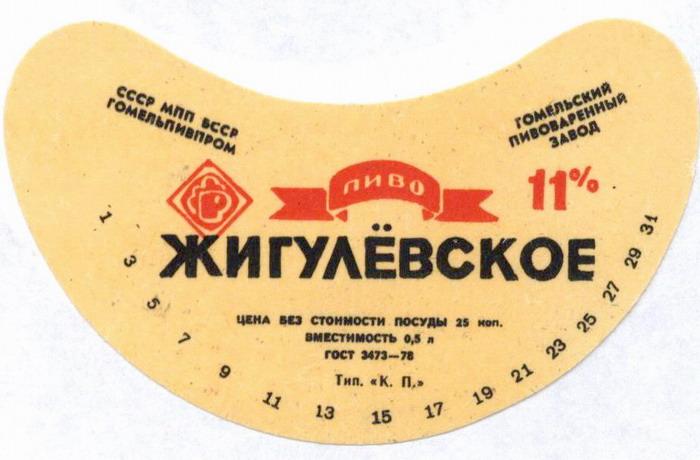 СССР МПП БССР
ГОМЕЛЬПИВПРОМ
ГОМЕЛЬСКИЙ
ПИВОВАРЕННЫЙ
ЗАВОД
ПИВО
11%
ЖИГУЛЁВСКОЕ
ЦЕНА БЕЗ СТОИМОСТИ ПОСУДЫ 25 коп.
ВМЕСТИМОСТЬ 0,5 л
ГОСТ 3473—78
Тип. «К. П.»
1 3 5 7 9 11 13 15 17 19 21 23 25 27 29 31